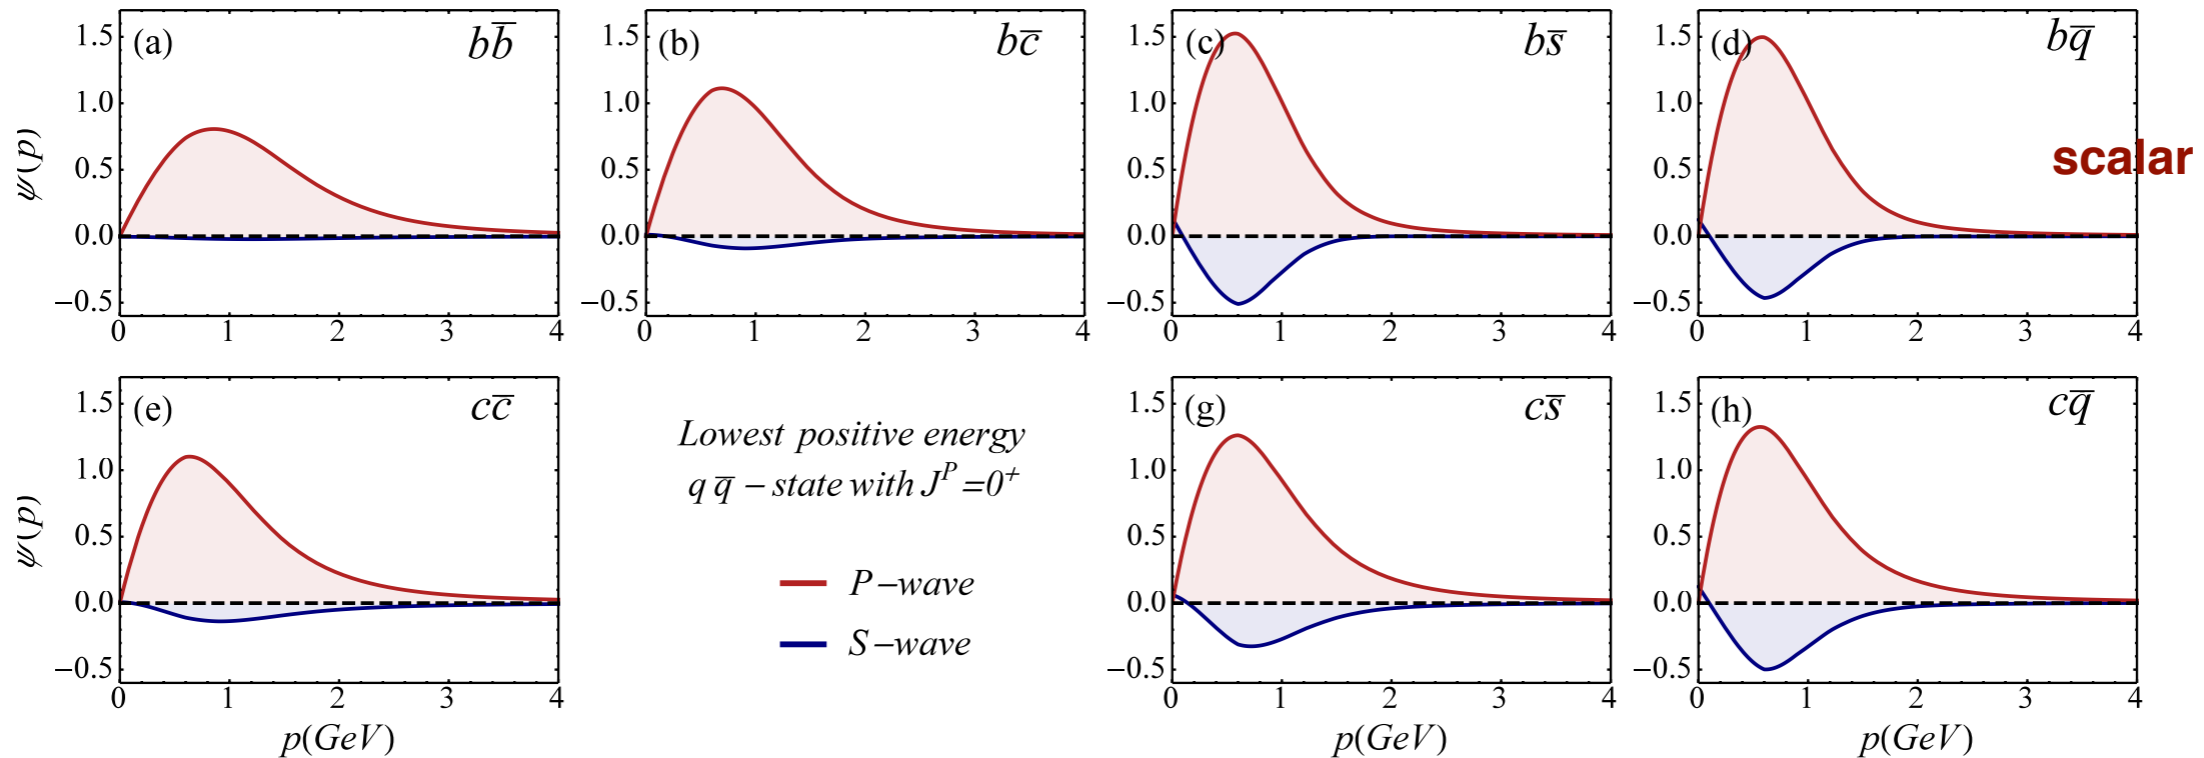 (a) bb̅
1.5
1.0
0.5
0.0
−0.5
0 1 2 3 4
ψ(p)
(b) bc̅
1.5
1.0
0.5
0.0
−0.5
0 1 2 3 4
(c) bs̅
1.5
1.0
0.5
0.0
−0.5
0 1 2 3 4
(d) bq̅
1.5
1.0
0.5
0.0
−0.5
0 1 2 3 4
scalar
(e) cc̅
1.5
1.0
0.5
0.0
−0.5
0 1 2 3 4
ψ(p)
p(GeV)
Lowest positive energy
q q̅ − state with J^P =0^+
P−wave
S−wave
(g) cs̅
1.5
1.0
0.5
0.0
−0.5
0 1 2 3 4
p(GeV)
(h) cq̅
1.5
1.0
0.5
0.0
−0.5
0 1 2 3 4
p(GeV)